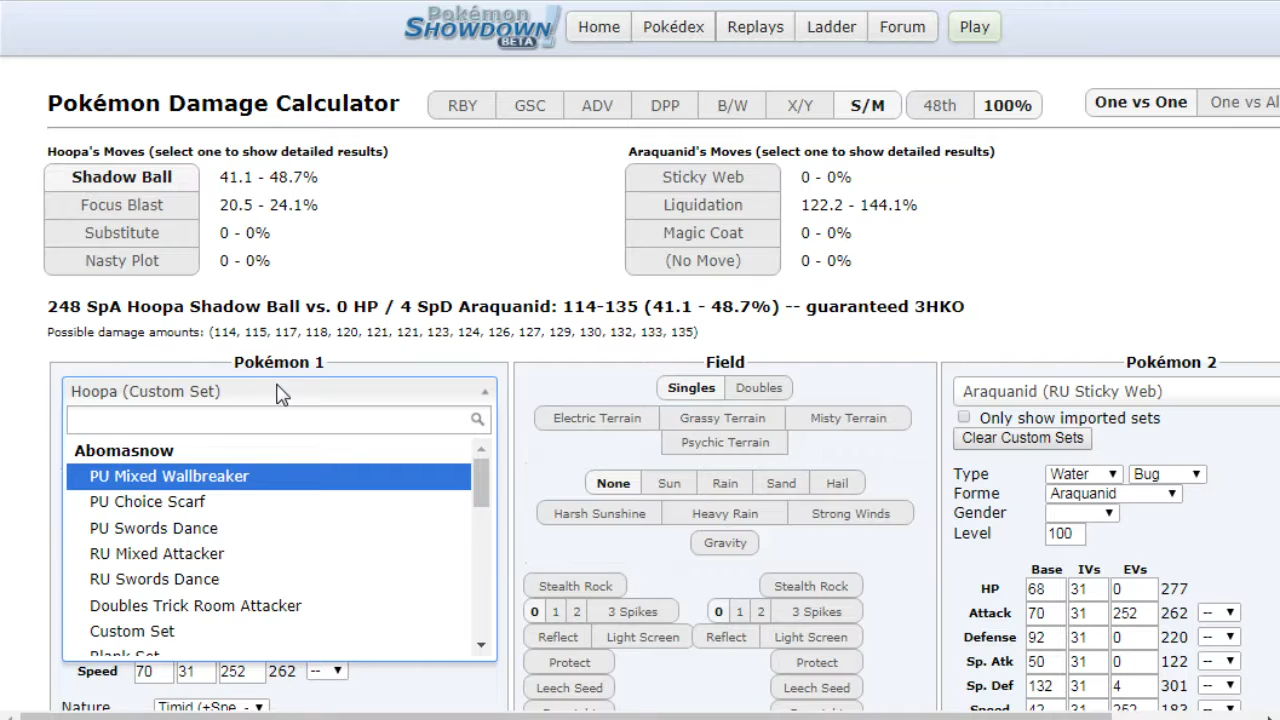 Pokémon SHOWDOWN BETA
Home Pokédex Replays Ladder Forum Play
Pokémon Damage Calculator RBY GSC ADV DPP B/W X/Y S/M 48th 100% One vs One One vs Al
Hoopa's Moves (select one to show detailed results)
Shadow Ball 41.1 - 48.7%
Focus Blast 20.5 - 24.1%
Substitute 0 - 0%
Nasty Plot 0 - 0%
Araquanid's Moves (select one to show detailed results)
Sticky Web 0 - 0%
Liquidation 122.2 - 144.1%
Magic Coat 0 - 0%
(No Move) 0 - 0%
248 SpA Hoopa Shadow Ball vs. 0 HP / 4 SpD Araquanid: 114-135 (41.1 - 48.7%) -- guaranteed 3HKO
Possible damage amounts: (114, 115, 117, 118, 120, 121, 121, 123, 124, 126, 127, 129, 130, 132, 133, 135)
Pokémon 1
Hoopa (Custom Set)
Abomasnow
PU Mixed Wallbreaker
PU Choice Scarf
PU Swords Dance
RU Mixed Attacker
RU Swords Dance
Doubles Trick Room Attacker
Custom Set
Blank Set
Speed 70 31 252 262 --
Nature Timid (+Spe, -
Field
Singles Doubles
Electric Terrain Grassy Terrain Misty Terrain
Psychic Terrain
None Sun Rain Sand Hail
Harsh Sunshine Heavy Rain Strong Winds
Gravity
Stealth Rock Stealth Rock
0 1 2 3 Spikes 0 1 2 3 Spikes
Reflect Light Screen Reflect Light Screen
Protect Protect
Leech Seed Leech Seed
Pokémon 2
Araquanid (RU Sticky Web)
Only show imported sets
Clear Custom Sets
Type Water Bug
Forme Araquanid
Gender
Level 100
Base IVs EVs
HP 68 31 0 277
Attack 70 31 252 262 --
Defense 92 31 0 220 --
Sp. Atk 50 31 0 122 --
Sp. Def 132 31 4 301 --
Speed 42 31 252 183 --